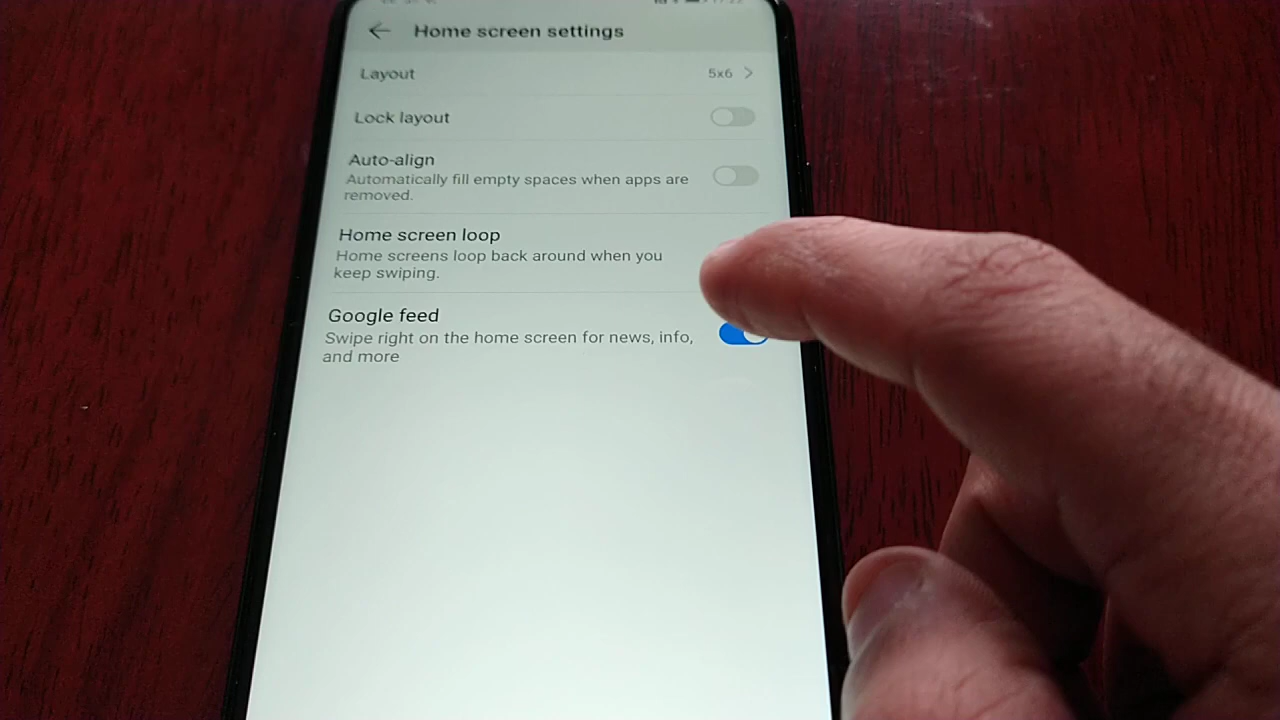 Home screen settings
Layout
5x6
Lock layout
Auto-align
Automatically fill empty spaces when apps are
removed.
Home screen loop
Home screens loop back around when you
keep swiping.
Google feed
Swipe right on the home screen for news, info,
and more